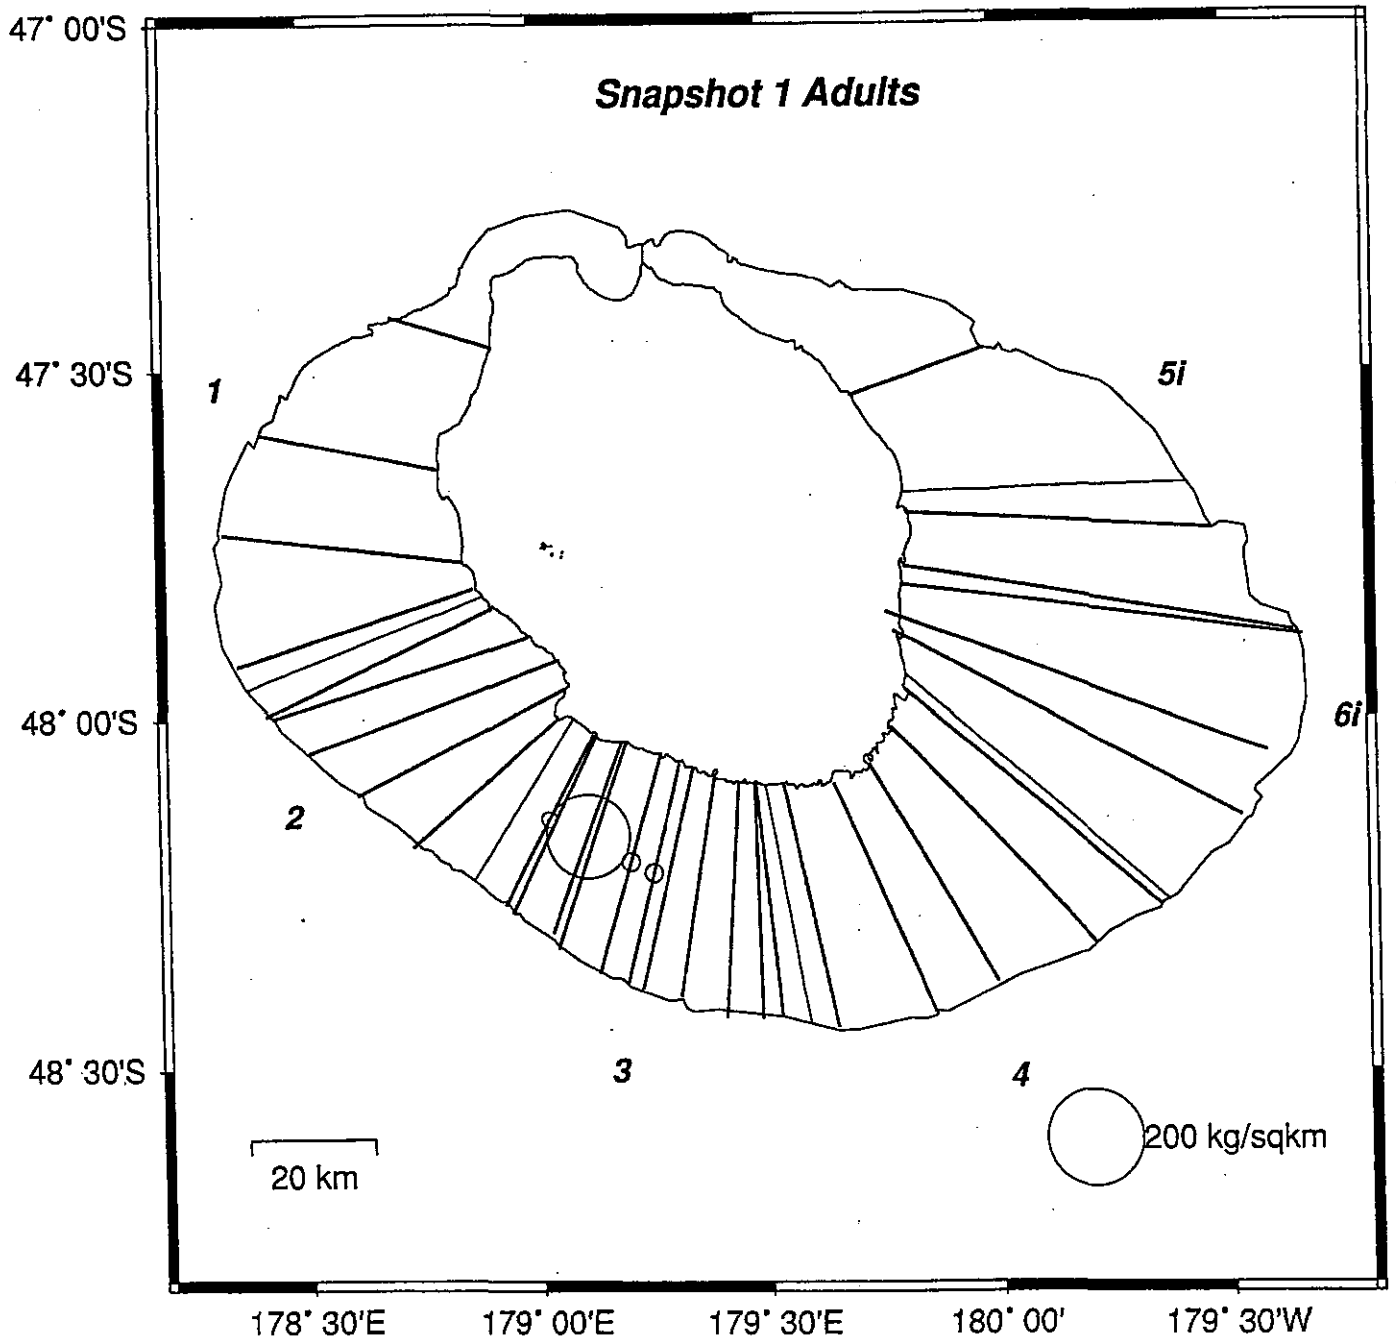 47° 00'S
Snapshot 1 Adults
47° 30'S
1
5i
48° 00'S
6i
2
48° 30'S
3
4
200 kg/sqkm
20 km
178° 30'E
179° 00'E
179° 30'E
180° 00'
179° 30'W